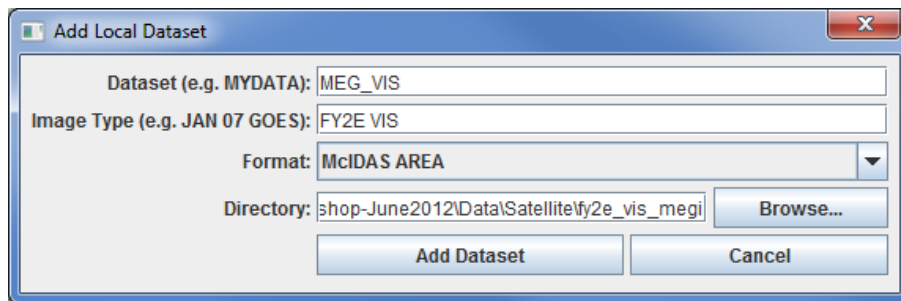 Add Local Dataset
Dataset (e.g. MYDATA): MEG_VIS
Image Type (e.g. JAN 07 GOES): FY2E VIS
Format: McIDAS AREA
Directory: shop-June2012\Data\Satellite\fy2e_vis_megi Browse...
Add Dataset Cancel